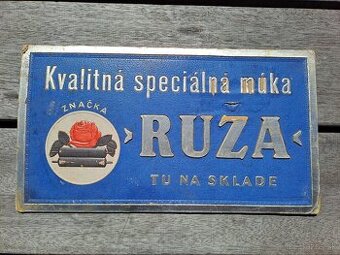 Kvalitná speciálná múka
ZNAČKA
›RUŽA‹
TU NA SKLADE